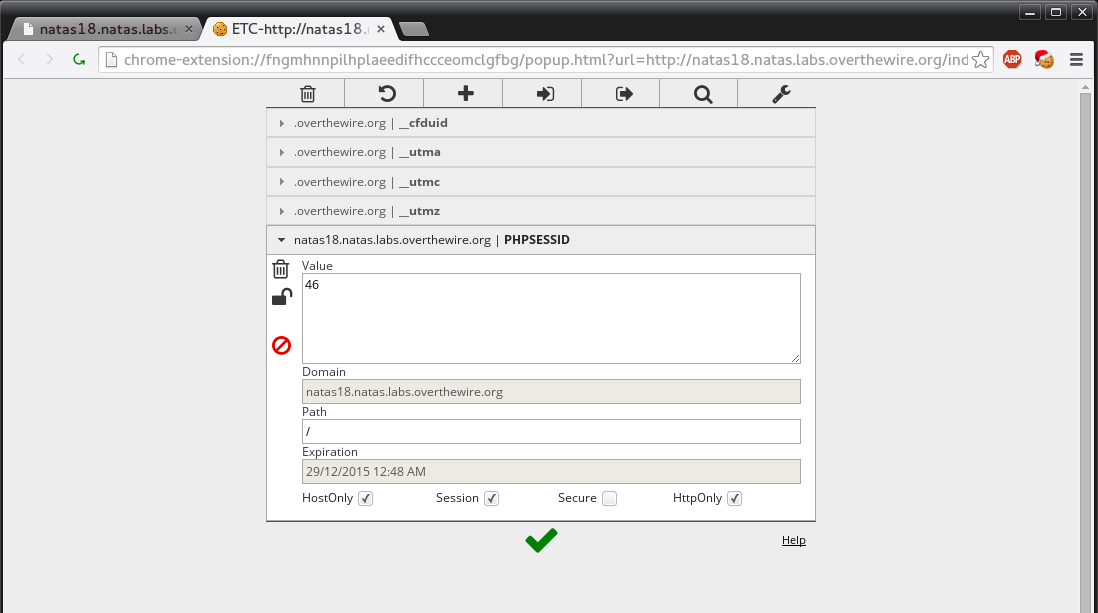 natas18.natas.labs.
ETC-http://natas18.
chrome-extension://fngmhnnpilhplaeedifhccceomclgfbg/popup.html?url=http://natas18.natas.labs.overthewire.org/ind
ABP
.overthewire.org | __cfduid
.overthewire.org | __utma
.overthewire.org | __utmc
.overthewire.org | __utmz
natas18.natas.labs.overthewire.org | PHPSESSID
Value
46
Domain
natas18.natas.labs.overthewire.org
Path
/
Expiration
29/12/2015 12:48 AM
HostOnly Session Secure HttpOnly
Help